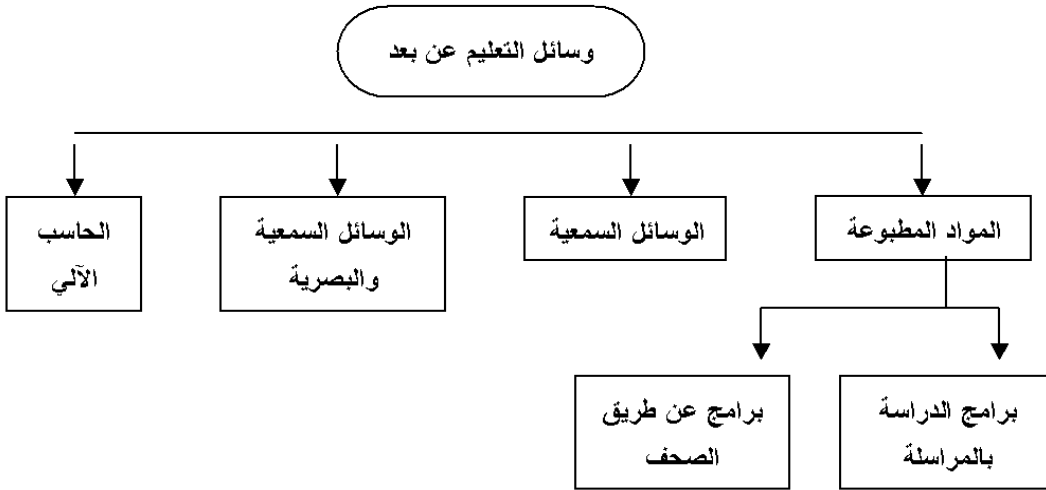 وسائل التعليم عن بعد
المواد المطبوعة
الوسائل السمعية
الوسائل السمعية
والبصرية
الحاسب
الآلي
برامج الدراسة
بالمراسلة
برامج عن طريق
الصحف